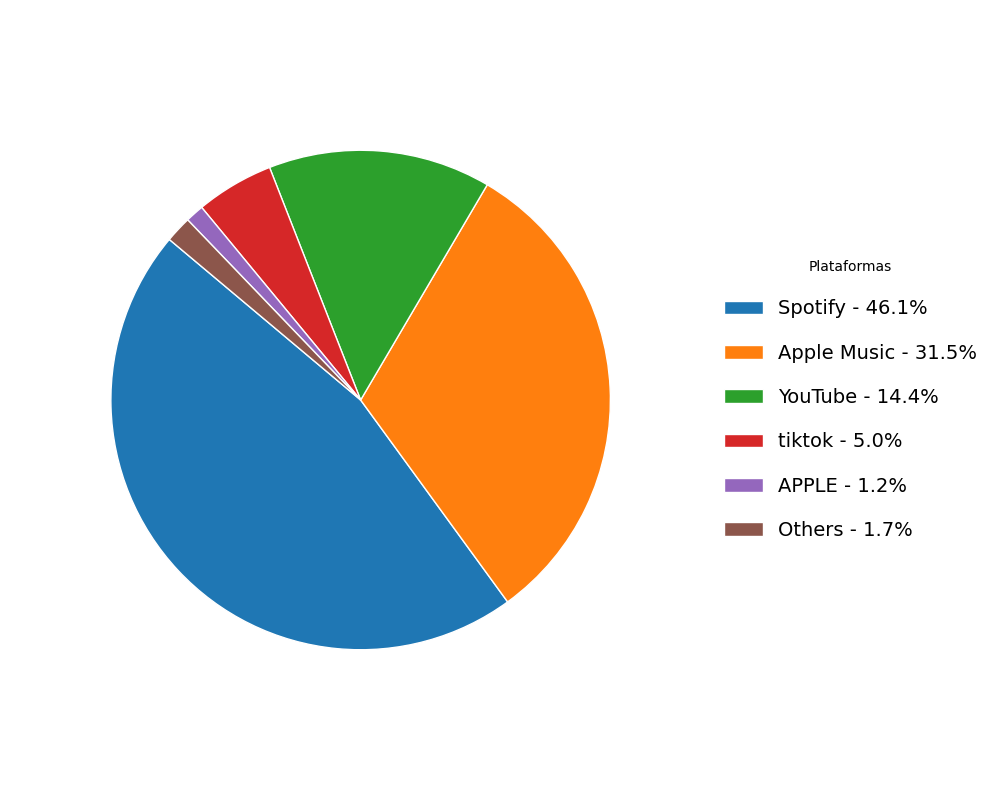 Plataformas
Spotify - 46.1%
Apple Music - 31.5%
YouTube - 14.4%
tiktok - 5.0%
APPLE - 1.2%
Others - 1.7%